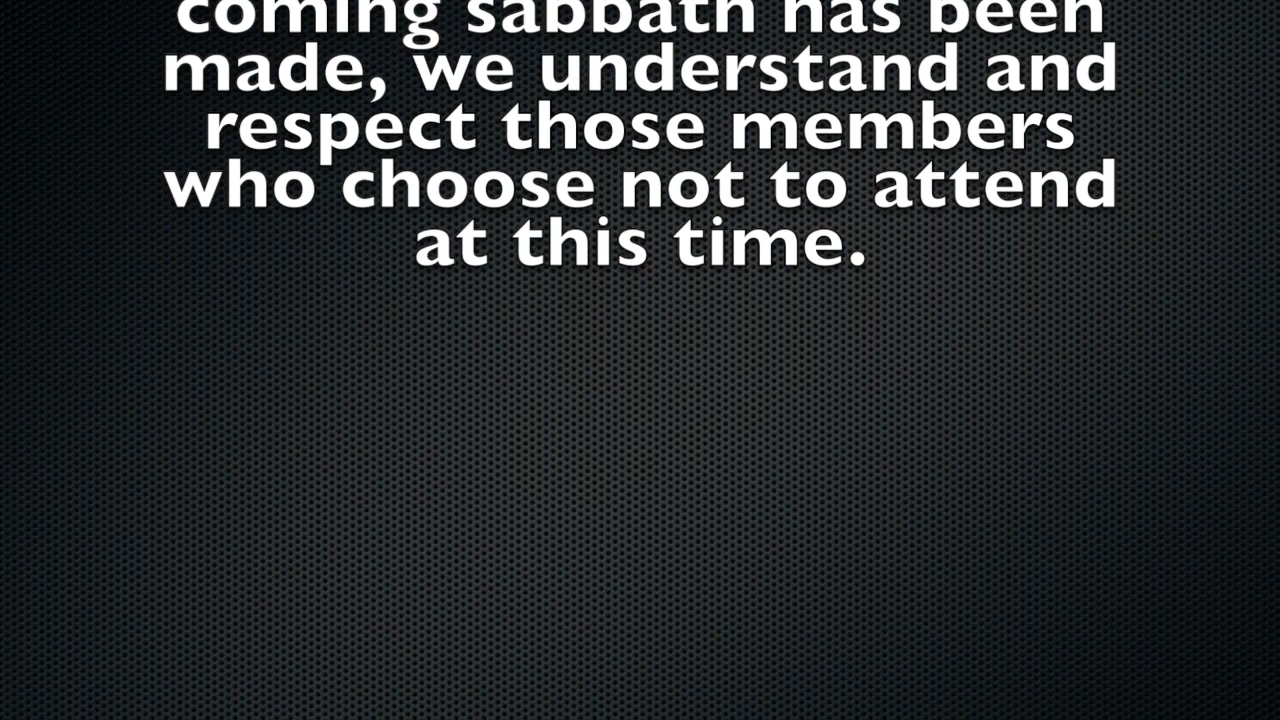 coming sabbath has been
made, we understand and
respect those members
who choose not to attend
at this time.